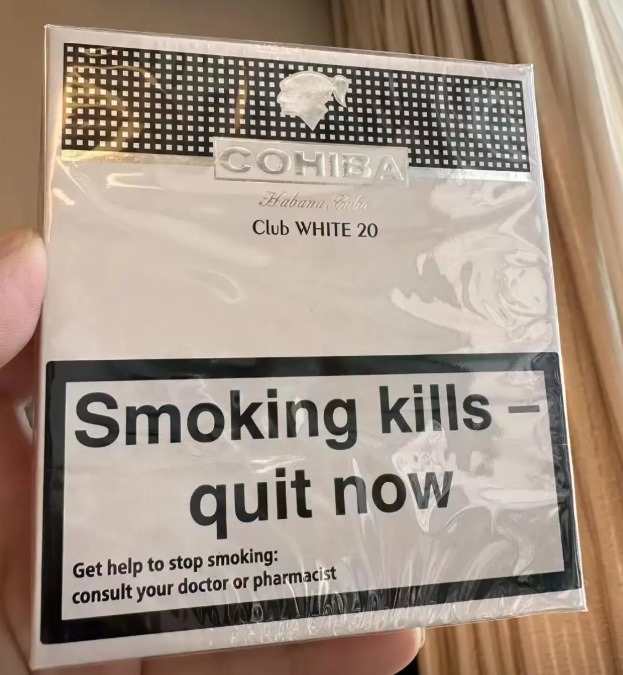 COHIBA
Habana, Cuba
Club WHITE 20
Smoking kills –
quit now
Get help to stop smoking:
consult your doctor or pharmacist